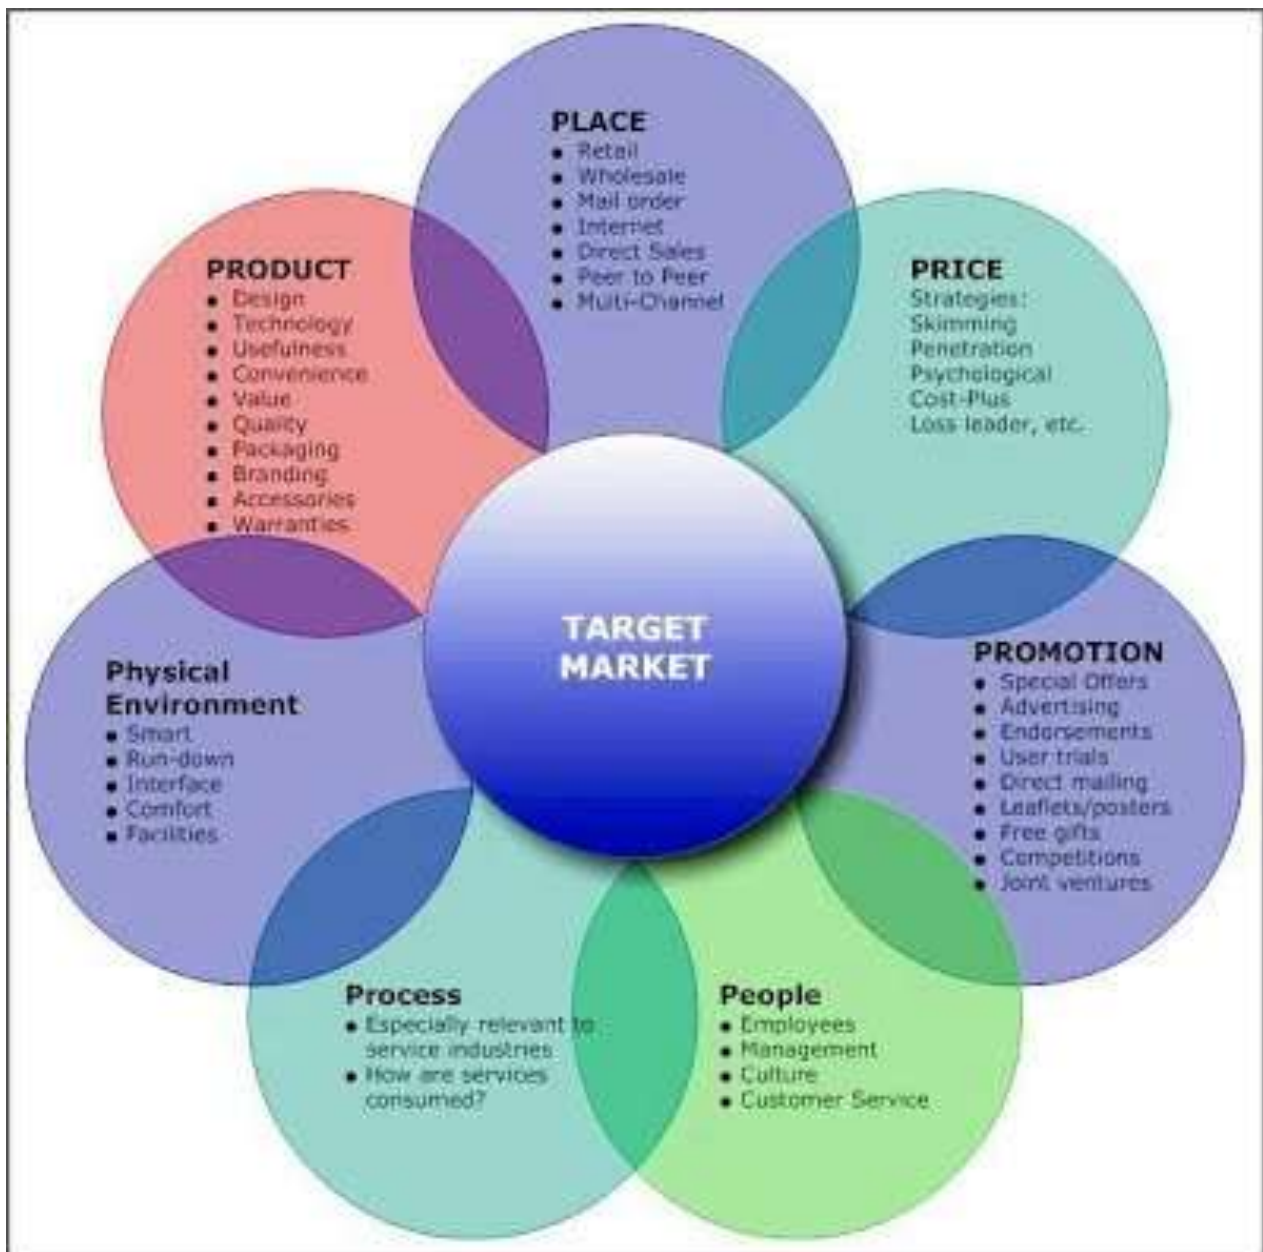 PLACE
● Retail
● Wholesale
● Mail order
● Internet
● Direct Sales
● Peer to Peer
● Multi-Channel
PRODUCT
● Design
● Technology
● Usefulness
● Convenience
● Value
● Quality
● Packaging
● Branding
● Accessories
● Warranties
PRICE
Strategies:
Skimming
Penetration
Psychological
Cost-Plus
Loss leader, etc.
TARGET
MARKET
Physical
Environment
● Smart
● Run-down
● Interface
● Comfort
● Facilities
PROMOTION
● Special Offers
● Advertising
● Endorsements
● User trials
● Direct mailing
● Leaflets/posters
● Free gifts
● Competitions
● Joint ventures
Process
● Especially relevant to
service industries
● How are services
consumed?
People
● Employees
● Management
● Culture
● Customer Service